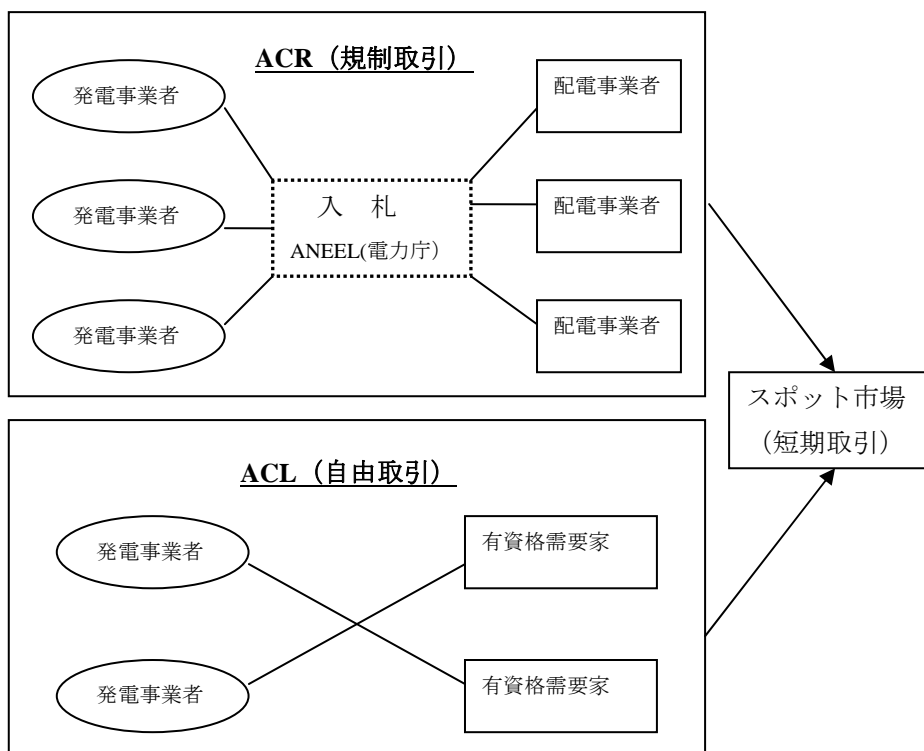 ACR（規制取引）
発電事業者
配電事業者
発電事業者
入　札
ANEEL(電力庁）
配電事業者
発電事業者
配電事業者
スポット市場
（短期取引）
ACL（自由取引）
発電事業者
有資格需要家
発電事業者
有資格需要家